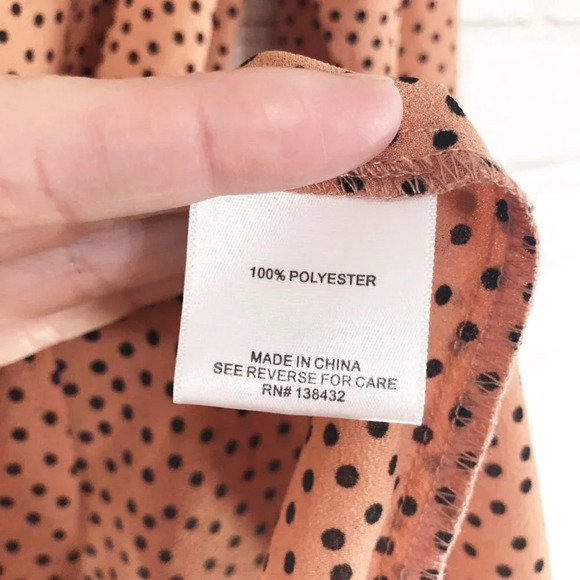 100% POLYESTER
MADE IN CHINA
SEE REVERSE FOR CARE
RN# 138432